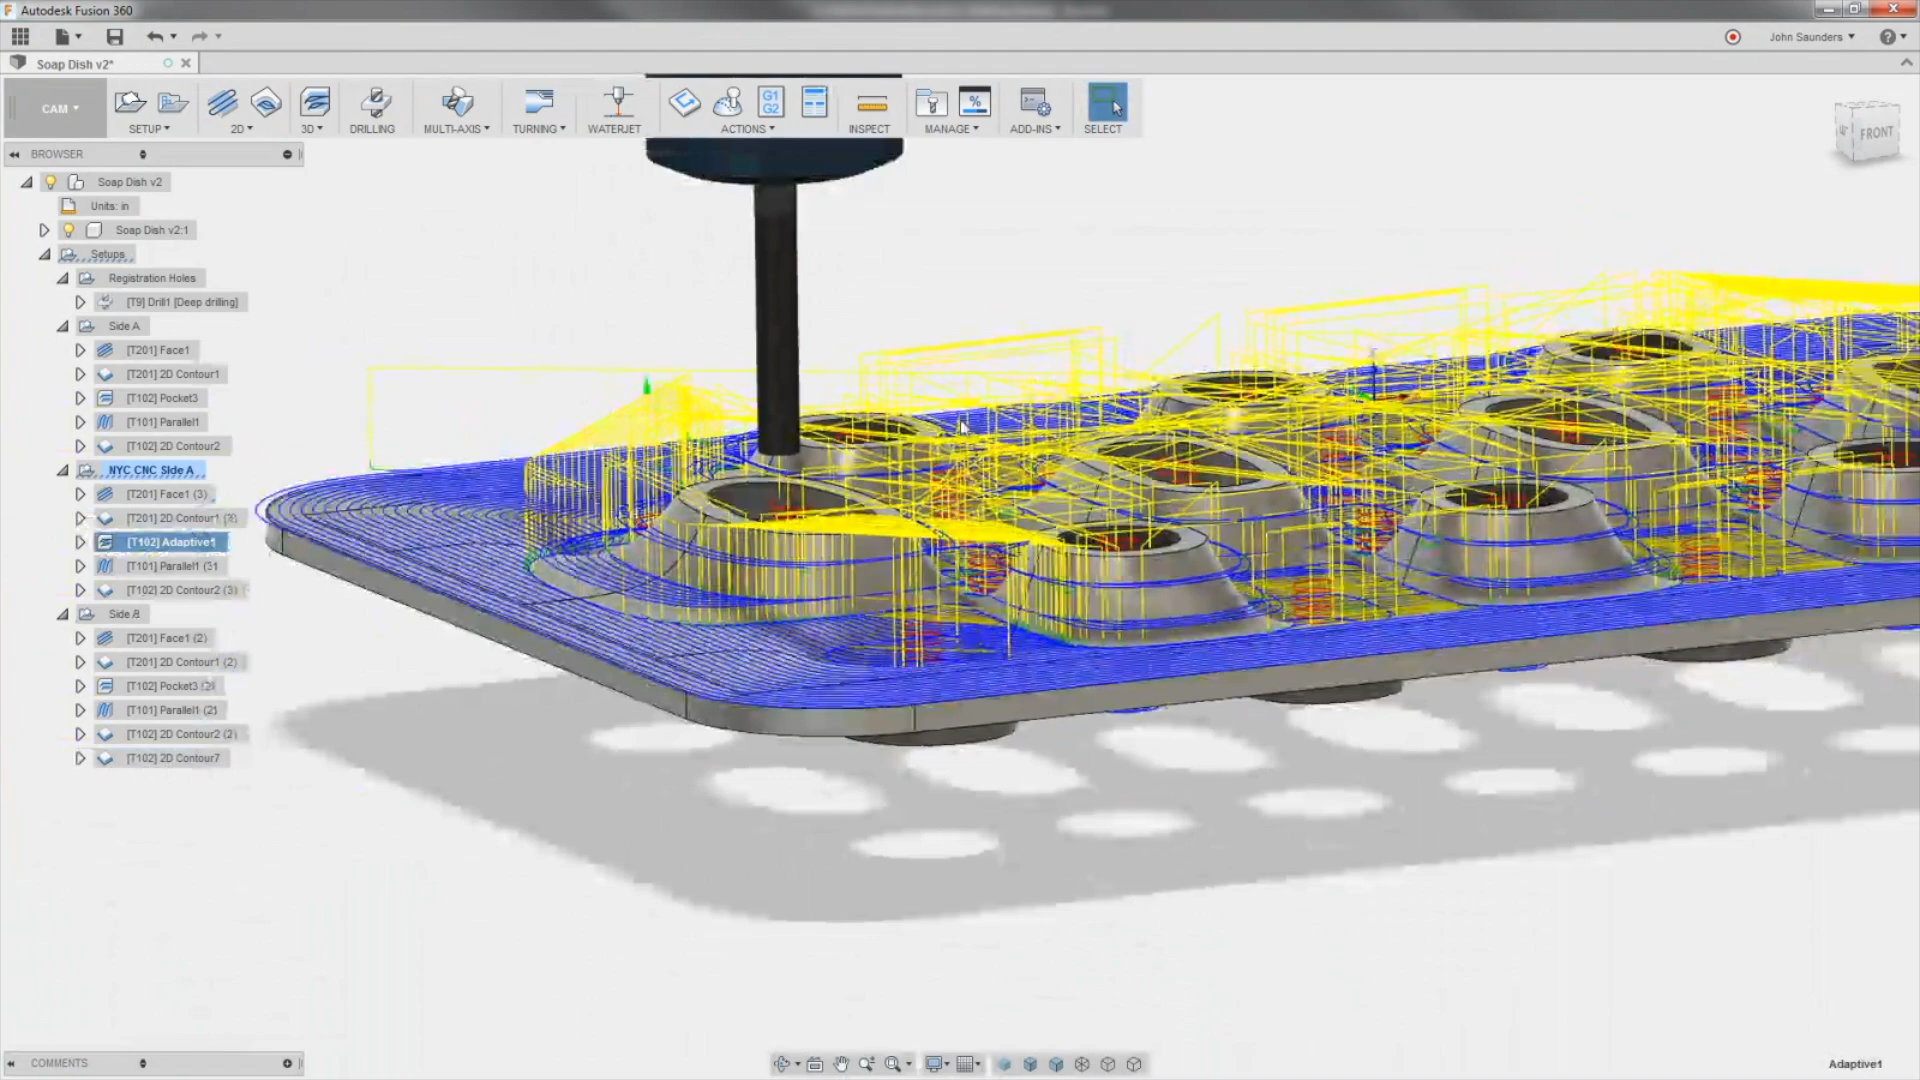 Autodesk Fusion 360
John Saunders
Soap Dish v2*
CAM
SETUP
2D
3D
DRILLING
MULTI-AXIS
TURNING
WATERJET
G1
G2
ACTIONS
INSPECT
%
MANAGE
ADD-INS
SELECT
FRONT
BROWSER
Soap Dish v2
Units: in
Soap Dish v2:1
Setups
Registration Holes
[T9] Drill1 [Deep drilling]
Side A
[T201] Face1
[T201] 2D Contour1
[T102] Pocket3
[T101] Parallel1
[T102] 2D Contour2
NYC CNC Side A
[T201] Face1 (3)
[T201] 2D Contour1 (3)
[T102] Adaptive1
[T101] Parallel1 (3)
[T102] 2D Contour2 (3)
Side B
[T201] Face1 (2)
[T201] 2D Contour1 (2)
[T102] Pocket3 (2)
[T101] Parallel1 (2)
[T102] 2D Contour2 (2)
[T102] 2D Contour7
COMMENTS
Adaptive1